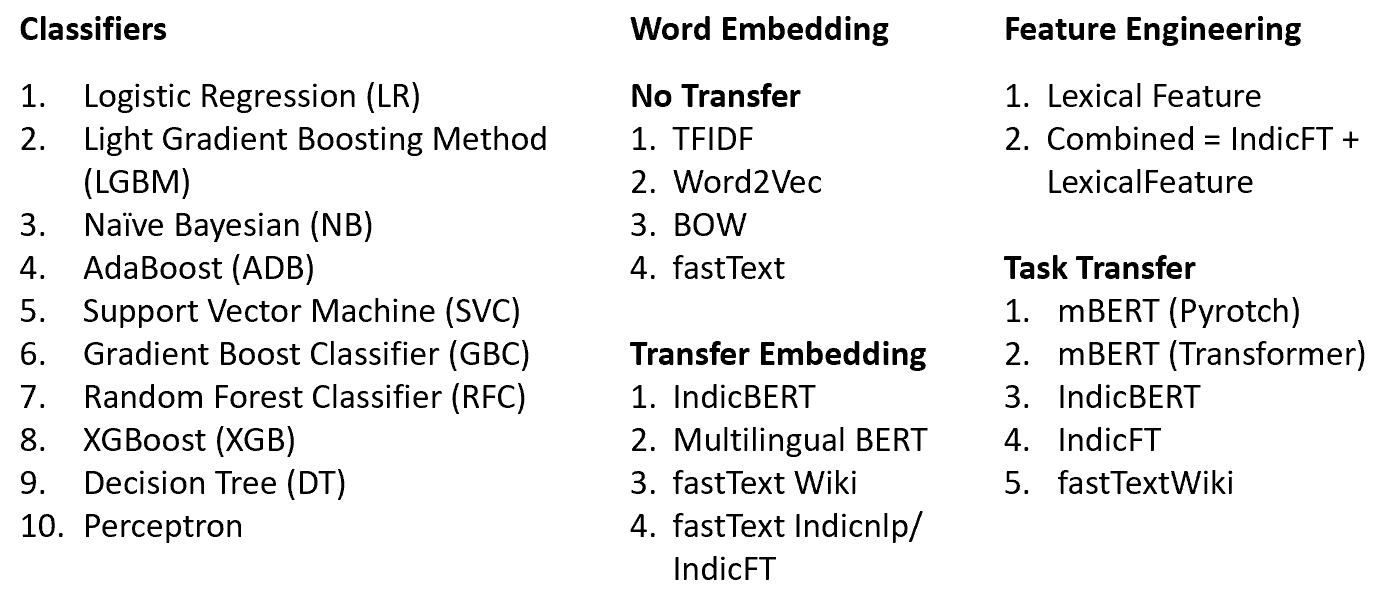 Classifiers
1. Logistic Regression (LR)
2. Light Gradient Boosting Method
(LGBM)
3. Naïve Bayesian (NB)
4. AdaBoost (ADB)
5. Support Vector Machine (SVC)
6. Gradient Boost Classifier (GBC)
7. Random Forest Classifier (RFC)
8. XGBoost (XGB)
9. Decision Tree (DT)
10. Perceptron
Word Embedding
No Transfer
1. TFIDF
2. Word2Vec
3. BOW
4. fastText
Transfer Embedding
1. IndicBERT
2. Multilingual BERT
3. fastText Wiki
4. fastText Indicnlp/
IndicFT
Feature Engineering
1. Lexical Feature
2. Combined = IndicFT +
LexicalFeature
Task Transfer
1. mBERT (Pyrotch)
2. mBERT (Transformer)
3. IndicBERT
4. IndicFT
5. fastTextWiki